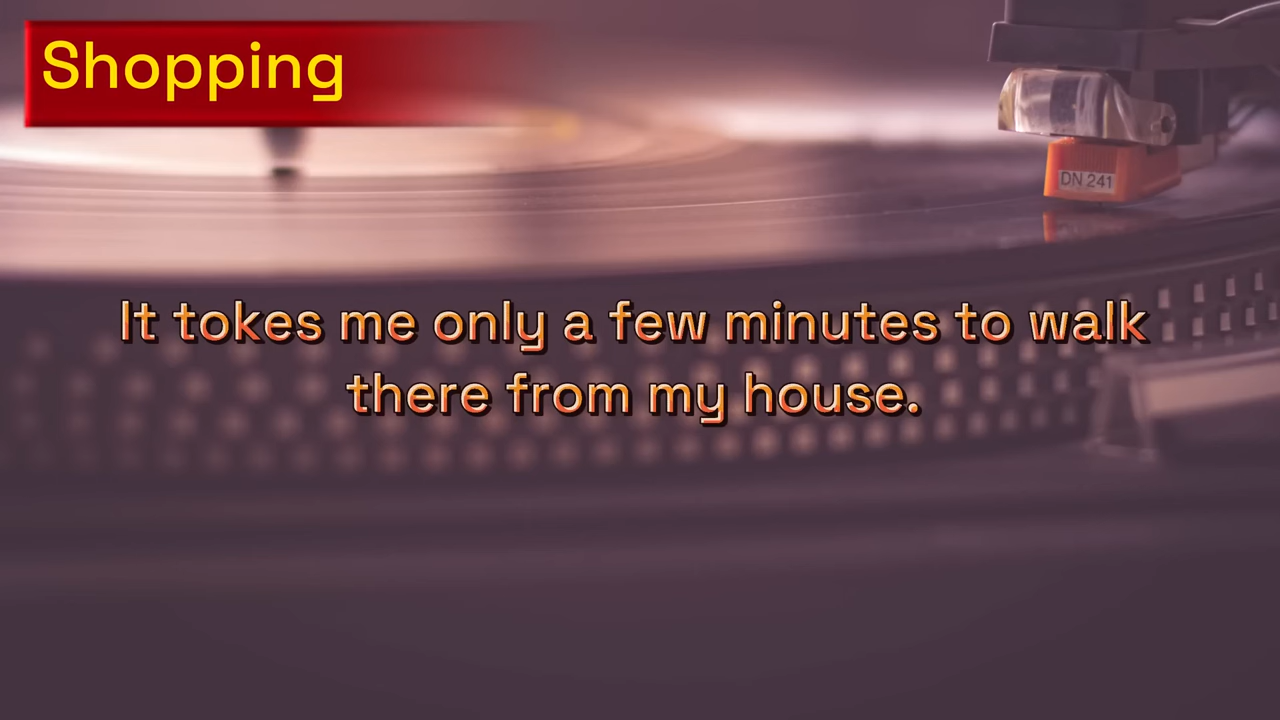 Shopping
DN 241
It tokes me only a few minutes to walk
there from my house.